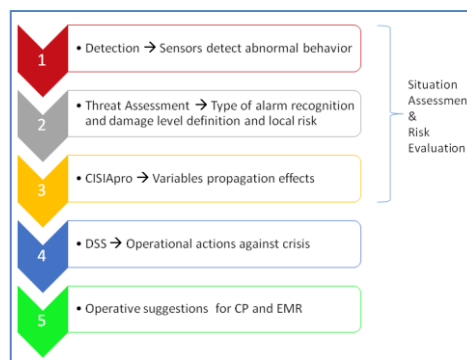 1
• Detection → Sensors detect abnormal behavior
2
• Threat Assessment → Type of alarm recognition
and damage level definition and local risk
3
• CISIApro → Variables propagation effects
4
• DSS → Operational actions against crisis
5
• Operative suggestions for CP and EMR
Situation
Assessment
&
Risk
Evaluation